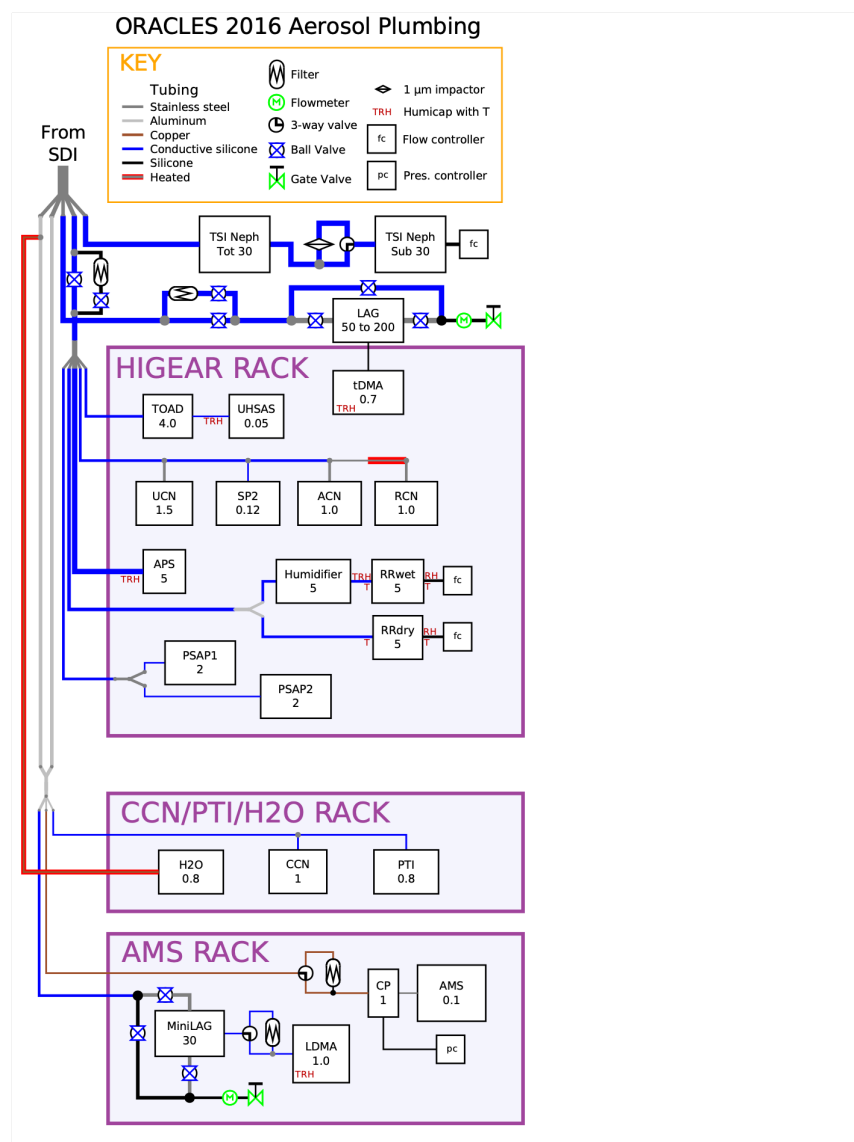 ORACLES 2016 Aerosol Plumbing
KEY
Tubing
Stainless steel
Aluminum
Copper
Conductive silicone
Silicone
Heated
Filter
M
Flowmeter
3-way valve
Ball Valve
Gate Valve
1 μm impactor
TRH
Humicap with T
fc
Flow controller
pc
Pres. controller
From
SDI
TSI Neph
Tot 30
TSI Neph
Sub 30
fc
LAG
50 to 200
M
HIGEAR RACK
tDMA
0.7
TRH
TOAD
4.0
TRH
UHSAS
0.05
UCN
1.5
SP2
0.12
ACN
1.0
RCN
1.0
APS
5
TRH
Humidifier
5
TRH
T
RRwet
5
RH
T
fc
T
RRdry
5
RH
T
fc
PSAP1
2
PSAP2
2
CCN/PTI/H2O RACK
H2O
0.8
CCN
1
PTI
0.8
AMS RACK
CP
1
AMS
0.1
pc
MiniLAG
30
LDMA
1.0
TRH
M